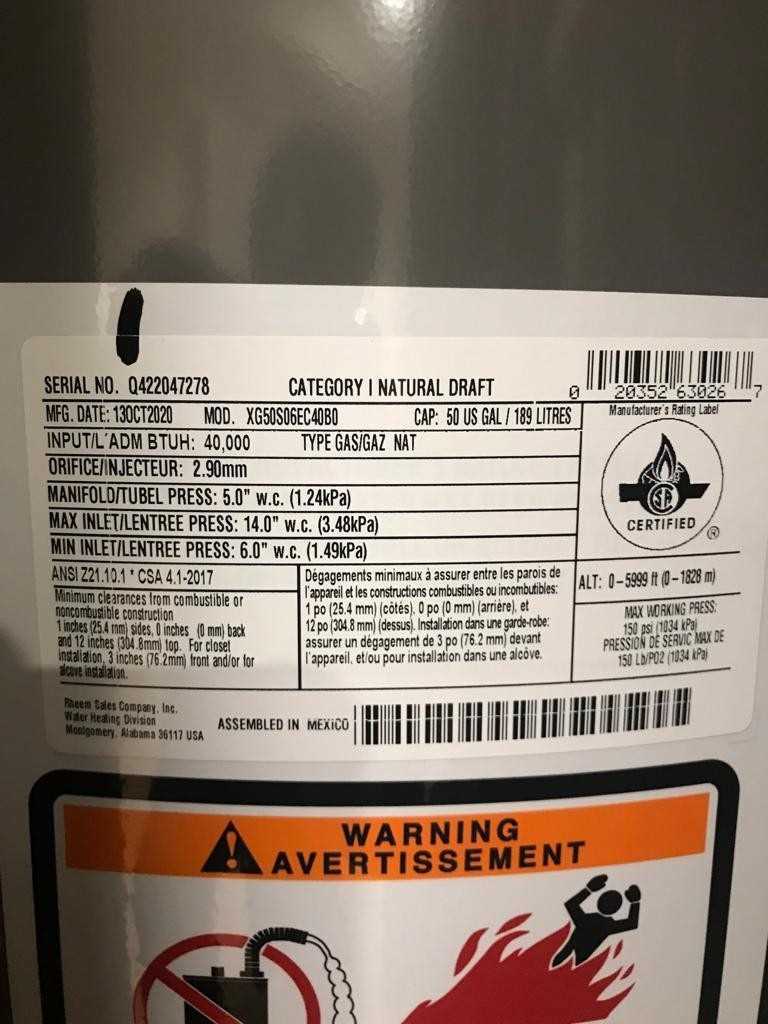 SERIAL NO. Q422047278
CATEGORY I NATURAL DRAFT
0 20352 63026 7
MFG. DATE: 13OCT2020 MOD. XG50S06EC40B0 CAP: 50 US GAL / 189 LITRES
Manufacturer's Rating Label
INPUT/L'ADM BTUH: 40,000 TYPE GAS/GAZ NAT
ORIFICE/INJECTEUR: 2.90mm
MANIFOLD/TUBEL PRESS: 5.0" w.c. (1.24kPa)
MAX INLET/LENTREE PRESS: 14.0" w.c. (3.48kPa)
MIN INLET/LENTREE PRESS: 6.0" w.c. (1.49kPa)
CERTIFIED
®
ANSI Z21.10.1 * CSA 4.1-2017
Minimum clearances from combustible or
noncombustible construction
1 inches (25.4 mm) sides, 0 inches (0 mm) back
and 12 inches (304.8mm) top. For closet
installation, 3 inches (76.2mm) front and/or for
alcove installation.
Dégagements minimaux à assurer entre les parois de
l'appareil et les constructions combustibles ou incombutibles:
1 po (25.4 mm) (côtés), 0 po (0 mm) (arrière), et
12 po (304.8 mm) (dessus). Installation dans une garde-robe:
assurer un dégagement de 3 po (76.2 mm) devant
l'appareil, et/ou pour installation dans une alcôve.
ALT: 0-5999 ft (0-1828 m)
MAX WORKING PRESS:
150 psi (1034 kPa)
PRESSION DE SERVIC MAX DE
150 Lb/PO2 (1034 kPa)
Rheem Sales Company, Inc.
Water Heating Division
Montgomery, Alabama 36117 USA
ASSEMBLED IN MEXICO
WARNING
AVERTISSEMENT